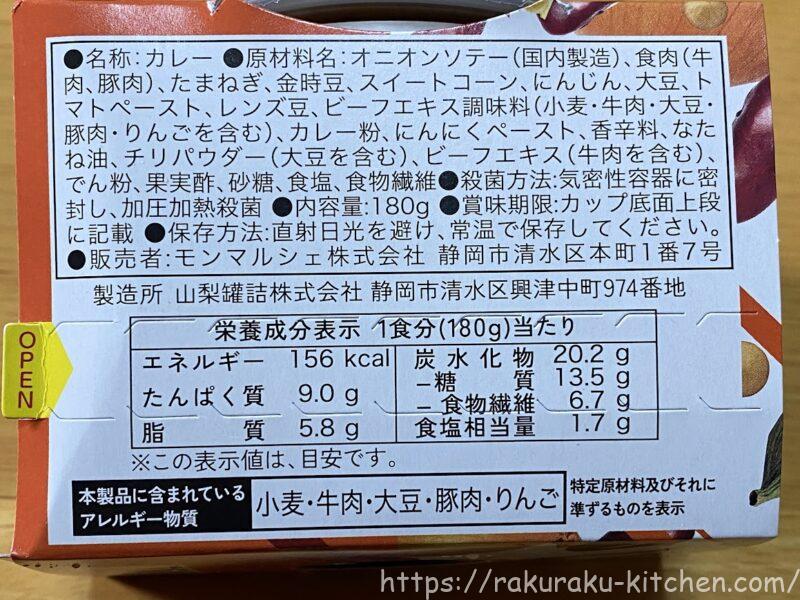 ●名称:カレー ●原材料名:オニオンソテー(国内製造)、食肉(牛
肉、豚肉)、たまねぎ、金時豆、スイートコーン、にんじん、大豆、ト
マトペースト、レンズ豆、ビーフエキス調味料(小麦・牛肉・大豆・
豚肉・りんごを含む)、カレー粉、にんにくペースト、香辛料、なた
ね油、チリパウダー(大豆を含む)、ビーフエキス(牛肉を含む)、
でん粉、果実酢、砂糖、食塩、食物繊維●殺菌方法:気密性容器に密
封し、加圧加熱殺菌 ●内容量:180g ●賞味期限:カップ底面上段
に記載 ●保存方法:直射日光を避け、常温で保存してください。
●販売者:モンマルシェ株式会社 静岡市清水区本町1番7号
製造所 山梨罐詰株式会社 静岡市清水区興津中町974番地
OPEN
栄養成分表示 1食分(180g)当たり
エネルギー 156 kcal
たんぱく質 9.0 g
脂質 5.8 g
炭水化物 20.2 g
−糖質 13.5 g
−食物繊維 6.7 g
食塩相当量 1.7 g
※この表示値は、目安です。
本製品に含まれている
アレルギー物質
小麦・牛肉・大豆・豚肉・りんご
特定原材料及びそれに
準ずるものを表示
https://rakuraku-kitchen.com/